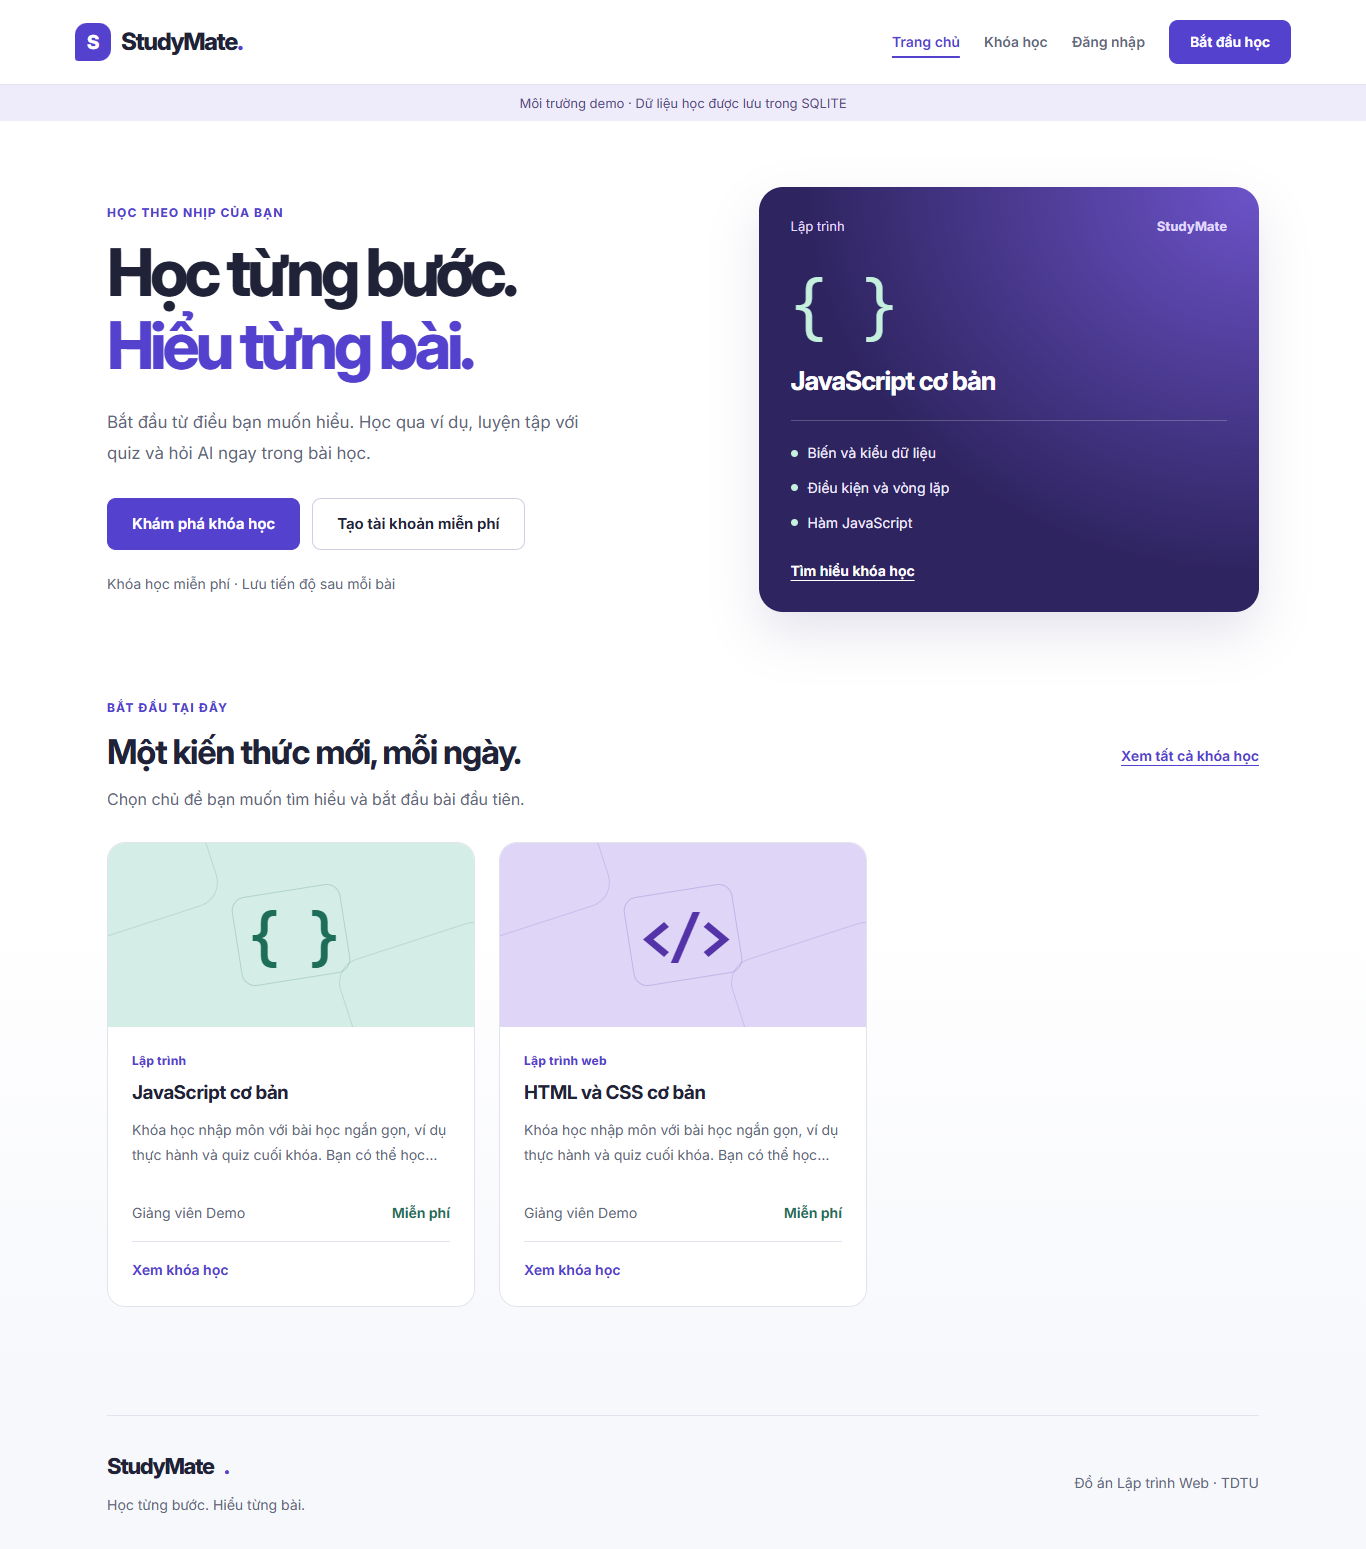 S StudyMate.
Trang chủ Khóa học Đăng nhập Bắt đầu học
Môi trường demo · Dữ liệu học được lưu trong SQLITE
HỌC THEO NHỊP CỦA BẠN
Học từng bước.
Hiểu từng bài.
Bắt đầu từ điều bạn muốn hiểu. Học qua ví dụ, luyện tập với
quiz và hỏi AI ngay trong bài học.
Khám phá khóa học Tạo tài khoản miễn phí
Khóa học miễn phí · Lưu tiến độ sau mỗi bài
Lập trình StudyMate
{ }
JavaScript cơ bản
Biến và kiểu dữ liệu
Điều kiện và vòng lặp
Hàm JavaScript
Tìm hiểu khóa học
BẮT ĐẦU TẠI ĐÂY
Một kiến thức mới, mỗi ngày.
Xem tất cả khóa học
Chọn chủ đề bạn muốn tìm hiểu và bắt đầu bài đầu tiên.
{ }
Lập trình
JavaScript cơ bản
Khóa học nhập môn với bài học ngắn gọn, ví dụ
thực hành và quiz cuối khóa. Bạn có thể học...
Giảng viên Demo Miễn phí
Xem khóa học
</>
Lập trình web
HTML và CSS cơ bản
Khóa học nhập môn với bài học ngắn gọn, ví dụ
thực hành và quiz cuối khóa. Bạn có thể học...
Giảng viên Demo Miễn phí
Xem khóa học
StudyMate .
Học từng bước. Hiểu từng bài.
Đồ án Lập trình Web · TDTU